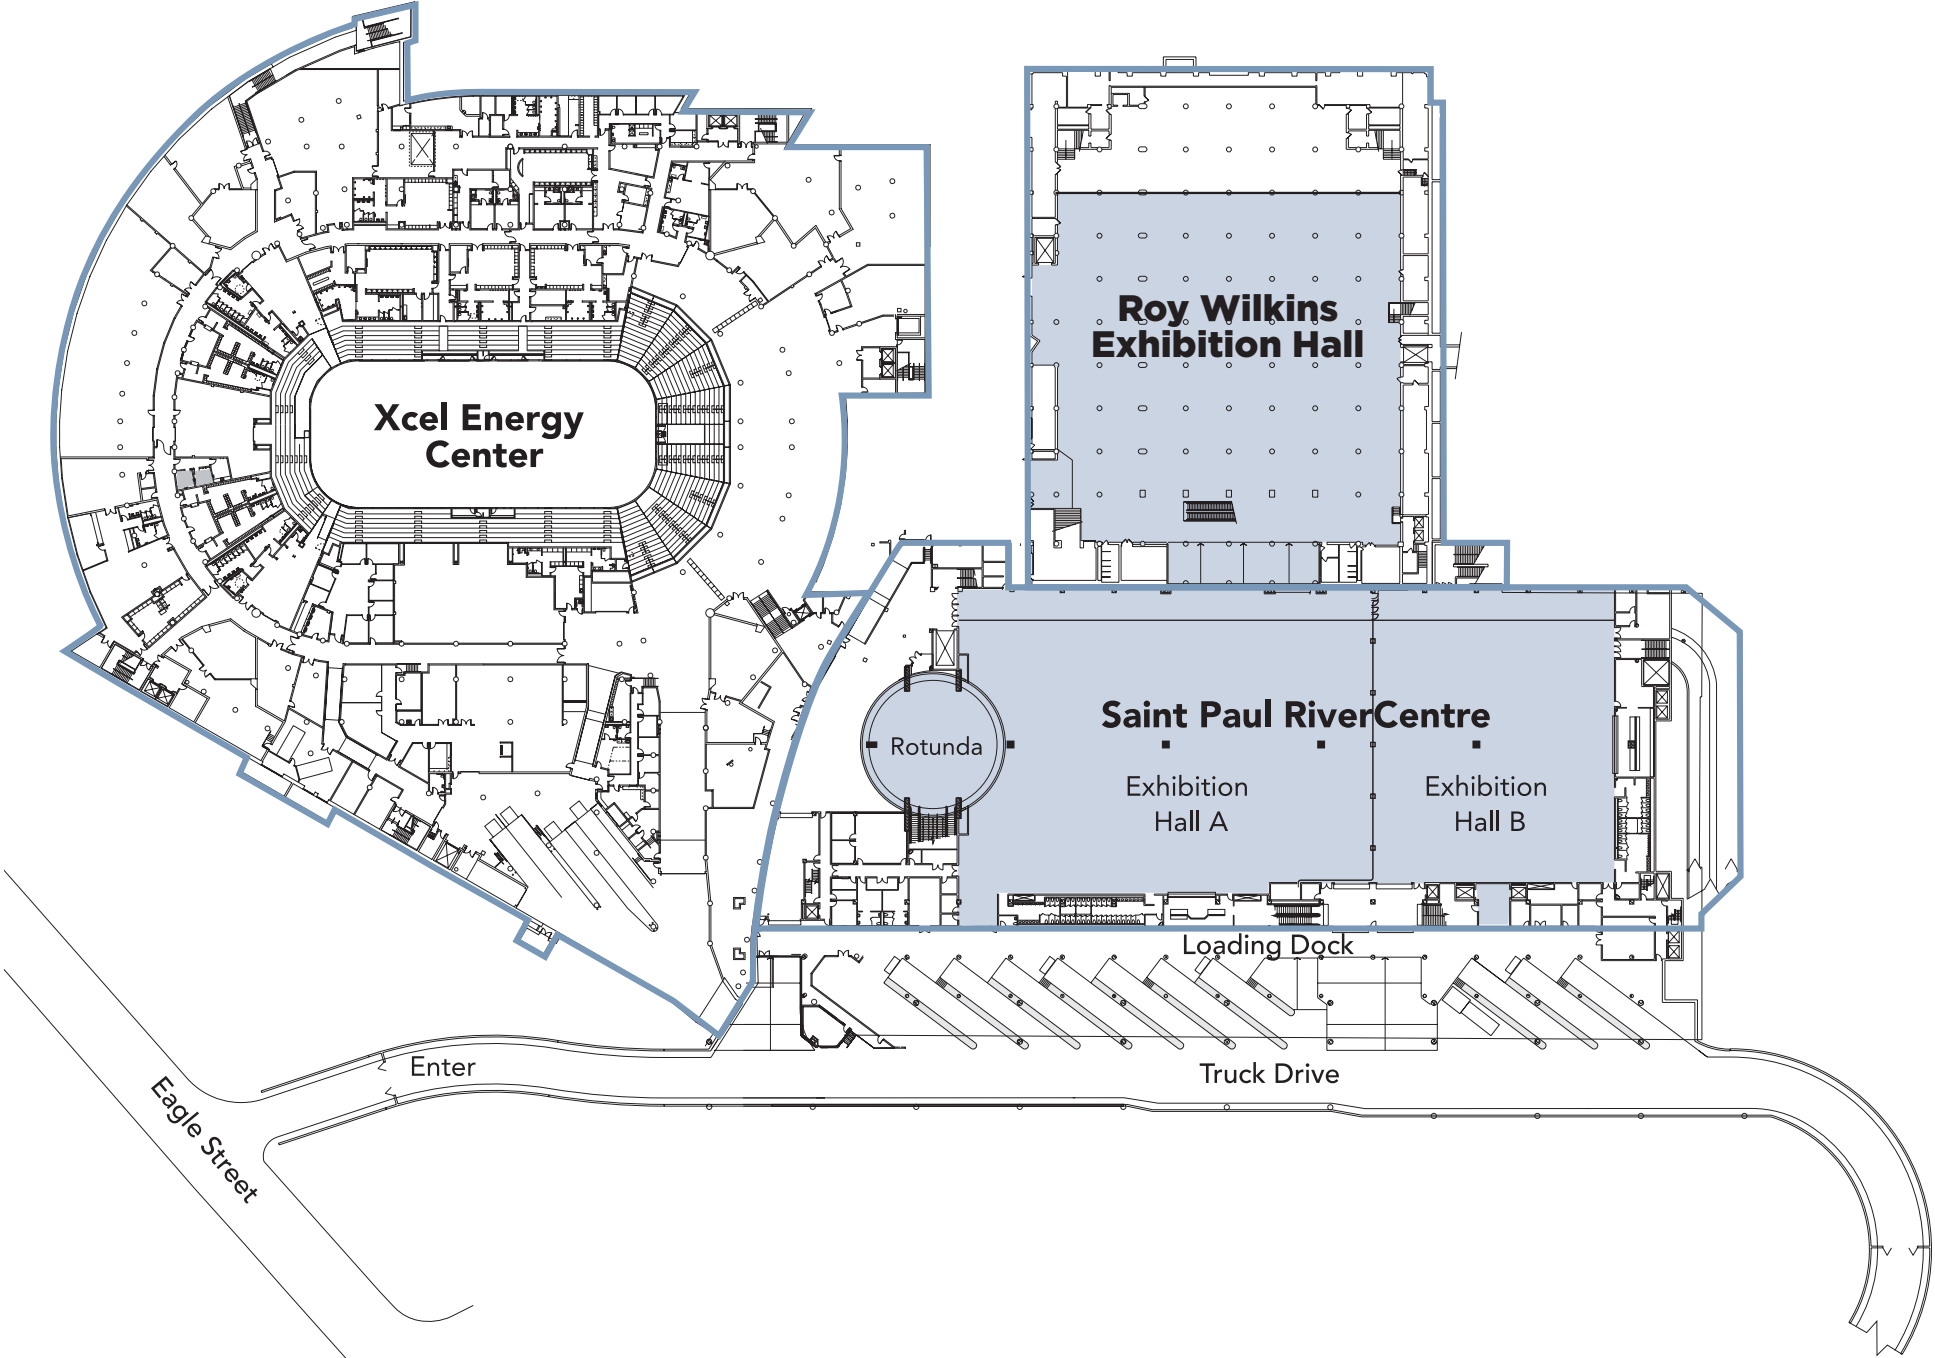 Roy Wilkins
Exhibition Hall
Xcel Energy
Center
Saint Paul RiverCentre
Rotunda
Exhibition
Hall A
Exhibition
Hall B
Loading Dock
Enter
Truck Drive
Eagle Street